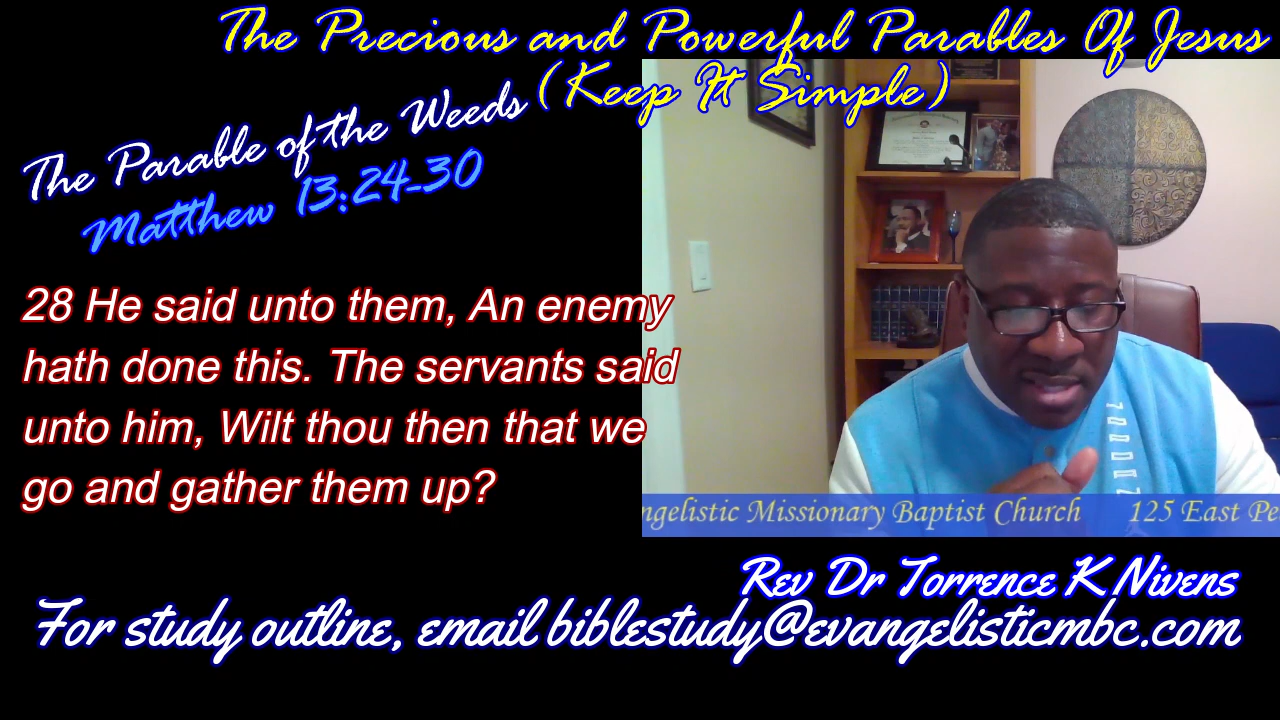 The Precious and Powerful Parables Of Jesus
(Keep It Simple)
The Parable of the Weeds
Matthew 13:24-30
28 He said unto them, An enemy
hath done this. The servants said
unto him, Wilt thou then that we
go and gather them up?
ngelistic Missionary Baptist Church 125 East Pe
Rev Dr Torrence K Nivens
For study outline, email biblestudy@evangelisticmbc.com